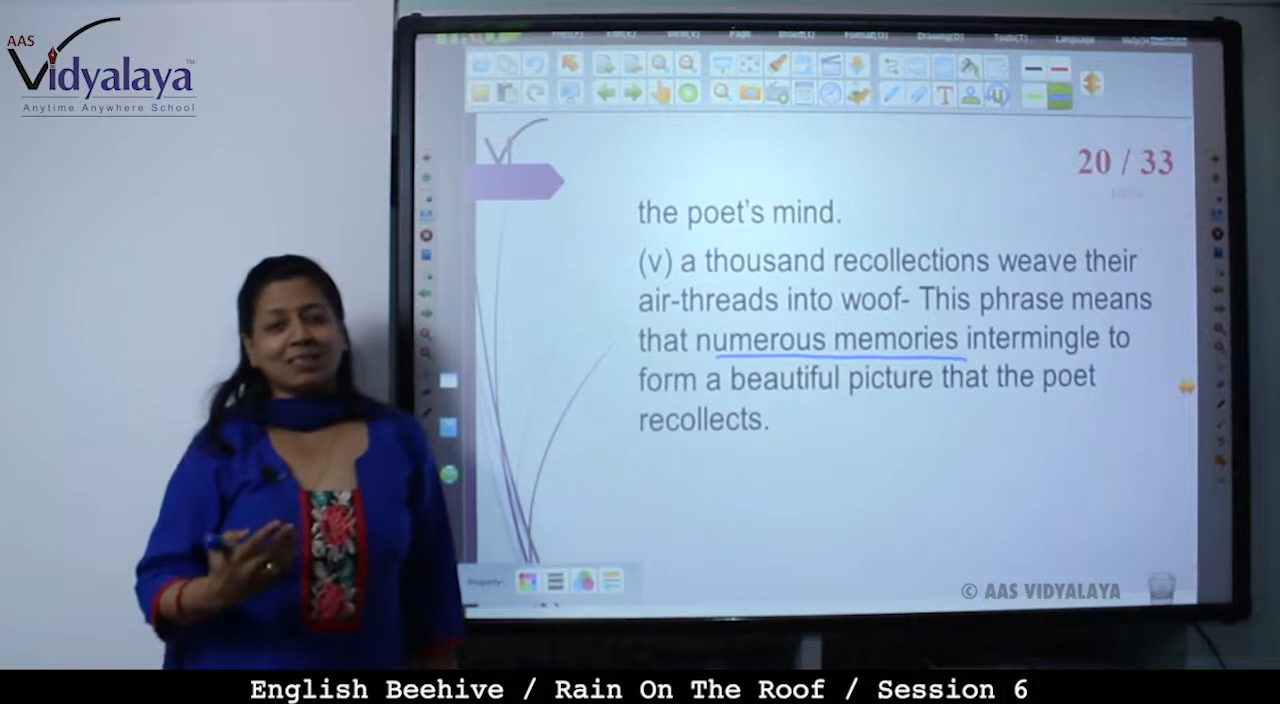 AAS
Vidyalaya™
Anytime Anywhere School
20 / 33
the poet's mind.
(v) a thousand recollections weave their
air-threads into woof- This phrase means
that numerous memories intermingle to
form a beautiful picture that the poet
recollects.
© AAS VIDYALAYA
English Beehive / Rain On The Roof / Session 6